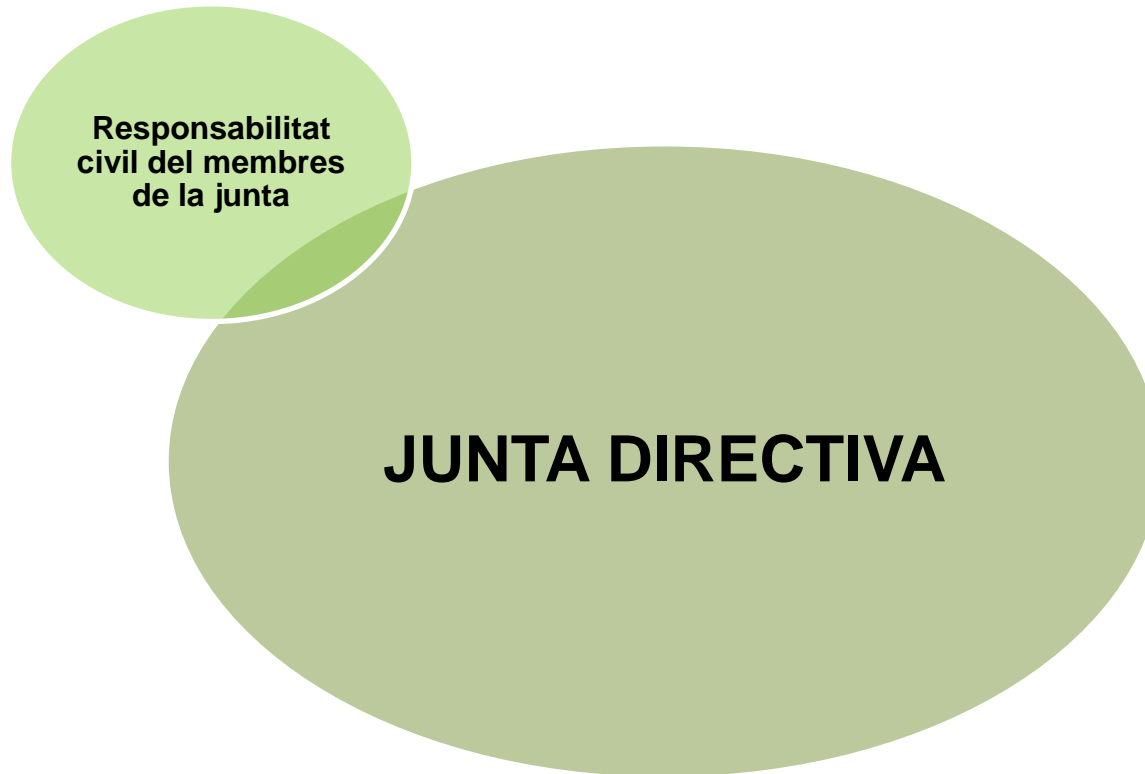 Responsabilitat
civil del membres
de la junta
JUNTA DIRECTIVA